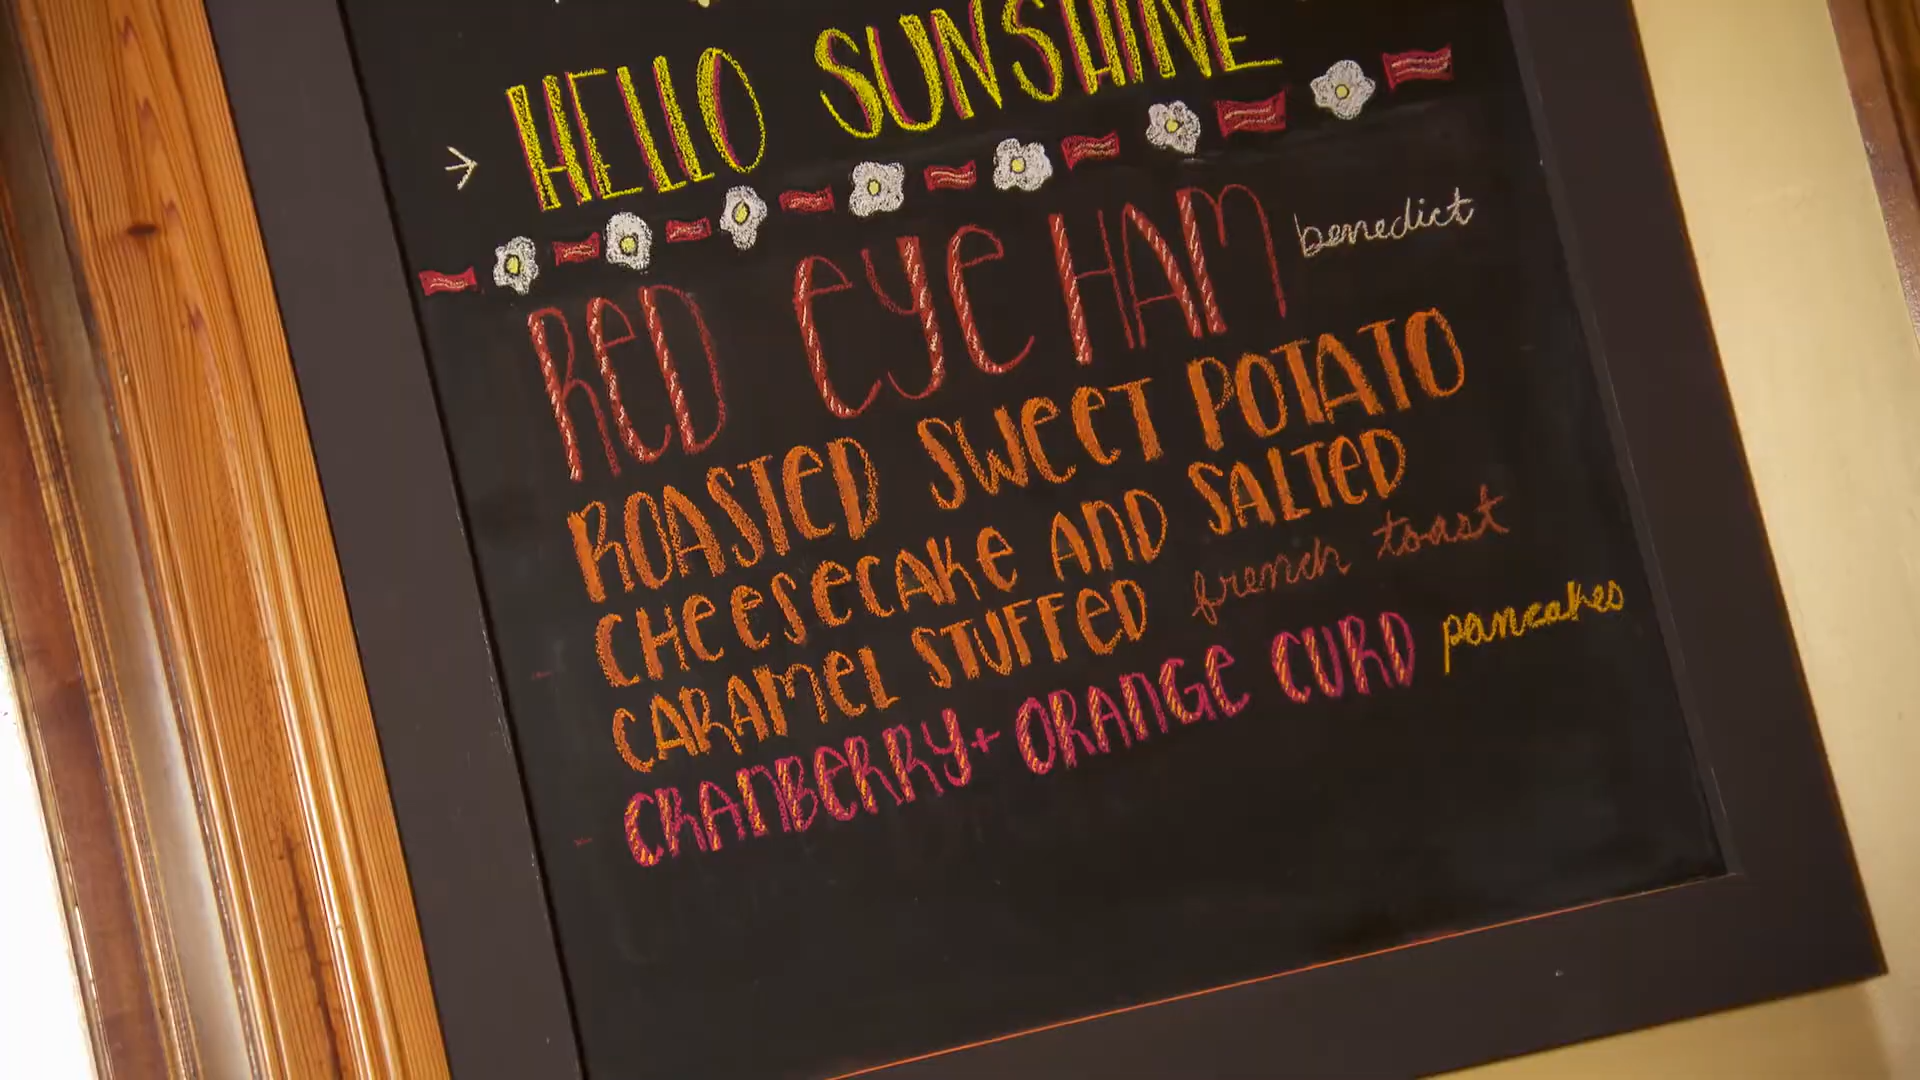 HELLO SUNSHINE
RED eye HAM benedict
ROASTeD SWeeT POTATO
CHeeSeCAKe AND SALTeD
CARAMeL STUFFeD french toast
CRANBeRRY + ORANGe CURD pancakes